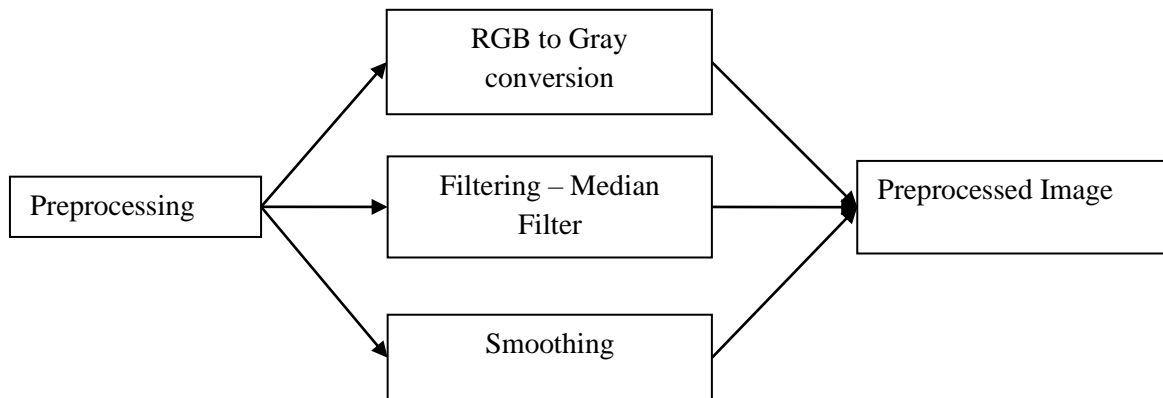 RGB to Gray
conversion
Preprocessing
Filtering – Median
Filter
Preprocessed Image
Smoothing